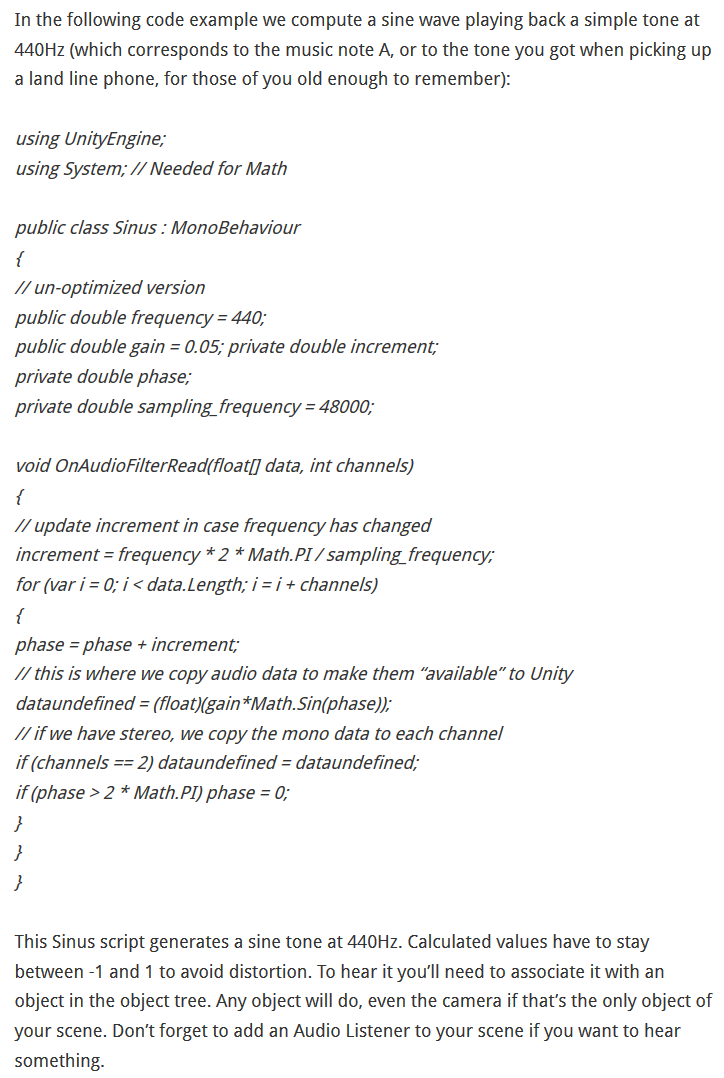 In the following code example we compute a sine wave playing back a simple tone at
440Hz (which corresponds to the music note A, or to the tone you got when picking up
a land line phone, for those of you old enough to remember):
using UnityEngine;
using System; // Needed for Math
public class Sinus : MonoBehaviour
{
// un-optimized version
public double frequency = 440;
public double gain = 0.05; private double increment;
private double phase;
private double sampling_frequency = 48000;
void OnAudioFilterRead(float[] data, int channels)
{
// update increment in case frequency has changed
increment = frequency * 2 * Math.PI / sampling_frequency;
for (var i = 0; i < data.Length; i = i + channels)
{
phase = phase + increment;
// this is where we copy audio data to make them “available” to Unity
dataundefined = (float)(gain*Math.Sin(phase));
// if we have stereo, we copy the mono data to each channel
if (channels == 2) dataundefined = dataundefined;
if (phase > 2 * Math.PI) phase = 0;
}
}
}
This Sinus script generates a sine tone at 440Hz. Calculated values have to stay
between -1 and 1 to avoid distortion. To hear it you’ll need to associate it with an
object in the object tree. Any object will do, even the camera if that’s the only object of
your scene. Don’t forget to add an Audio Listener to your scene if you want to hear
something.